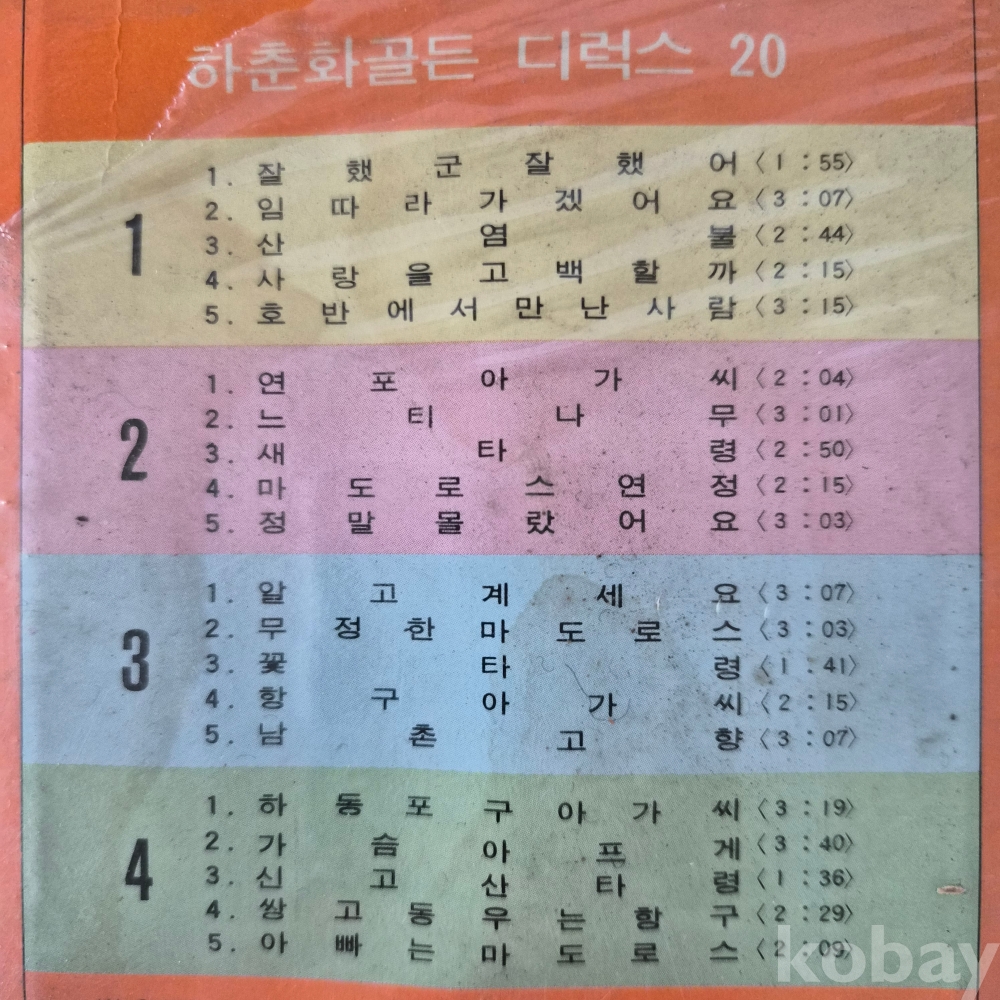 하춘화골든 디럭스 20
1
1. 잘했군잘했어 〈1:55〉
2. 임따라가겠어요 〈3:07〉
3. 산염불 〈2:44〉
4. 사랑을고백할까 〈2:15〉
5. 호반에서만난사람 〈3:15〉
2
1. 연포아가씨 〈2:04〉
2. 느티나무 〈3:01〉
3. 새타령 〈2:50〉
4. 마도로스연정 〈2:15〉
5. 정말몰랐어요 〈3:03〉
3
1. 알고계세요 〈3:07〉
2. 무정한마도로스 〈3:03〉
3. 꽃타령 〈1:41〉
4. 항구아가씨 〈2:15〉
5. 남촌고향 〈3:07〉
4
1. 하동포구아가씨 〈3:19〉
2. 가슴아프게 〈3:40〉
3. 신고산타령 〈1:36〉
4. 쌍고동우는항구 〈2:29〉
5. 아빠는마도로스 〈2:09〉
kobay